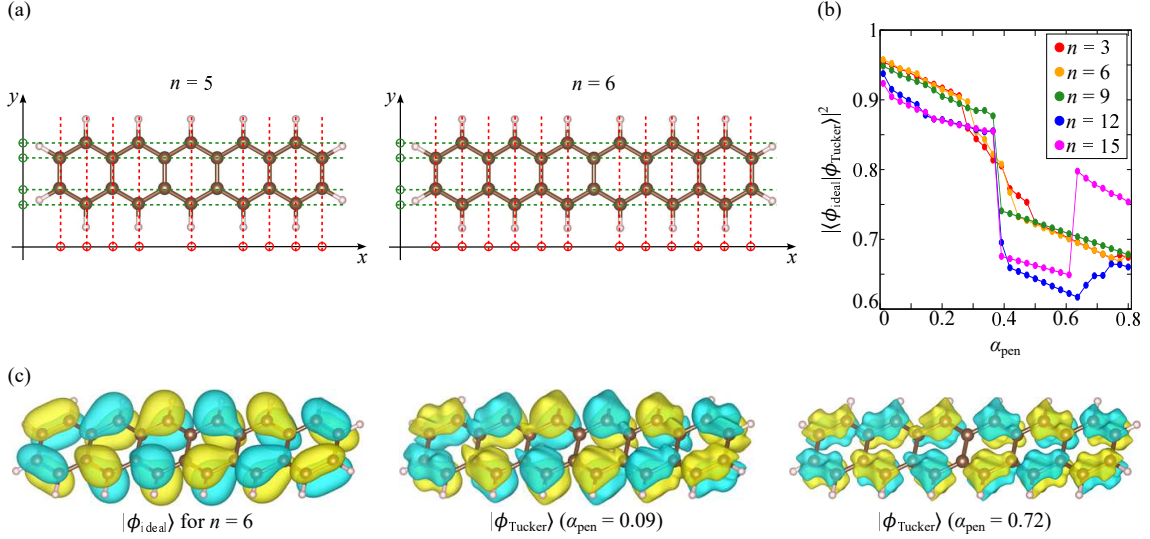 (a)
n = 5
n = 6
y
x
y
x
(b)
|⟨ϕideal|ϕTucker⟩|²
1
0.9
0.8
0.7
0.6
0
0.2
0.4
0.6
0.8
αpen
n = 3
n = 6
n = 9
n = 12
n = 15
(c)
|ϕideal⟩ for n = 6
|ϕTucker⟩ (αpen = 0.09)
|ϕTucker⟩ (αpen = 0.72)